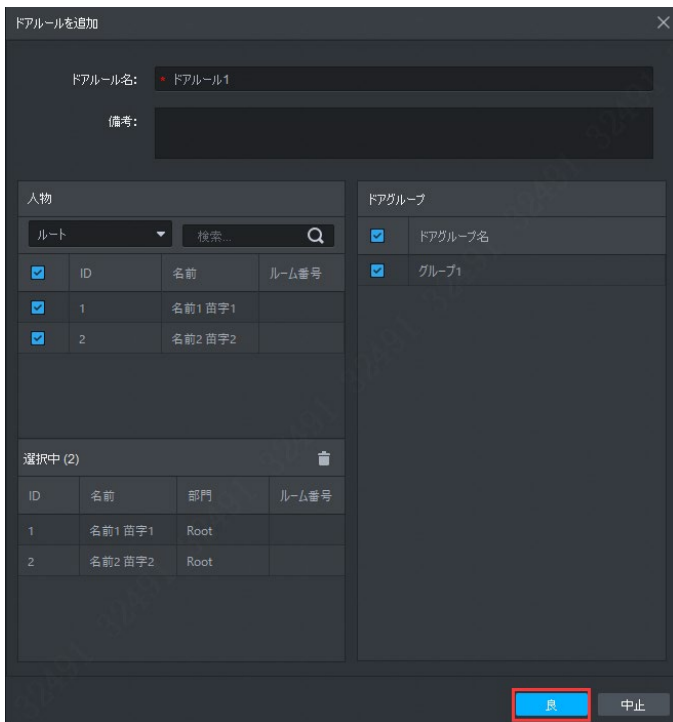 ドアルールを追加
ドアルール名: * ドアルール1
備考:
人物
ルート 検索...
ID 名前 ルーム番号
1 名前1 苗字1
2 名前2 苗字2
選択中 (2)
ID 名前 部門 ルーム番号
1 名前1 苗字1 Root
2 名前2 苗字2 Root
ドアグループ
ドアグループ名
グループ1
良 中止